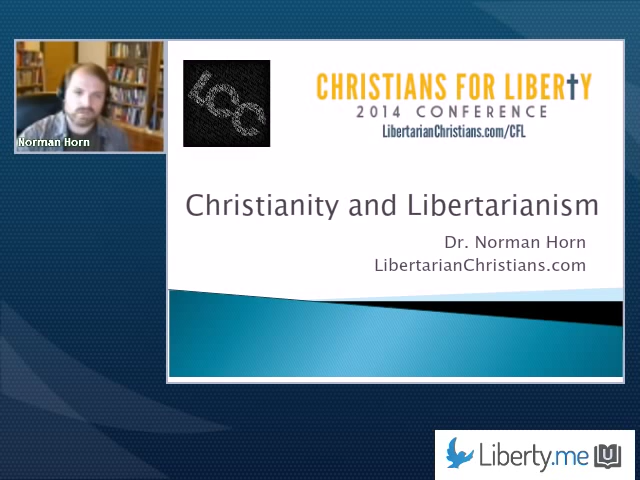 Norman Horn
LCC
CHRISTIANS FOR LIBERTY
2014 CONFERENCE
LibertarianChristians.com/CFL
Christianity and Libertarianism
Dr. Norman Horn
LibertarianChristians.com
Liberty.me